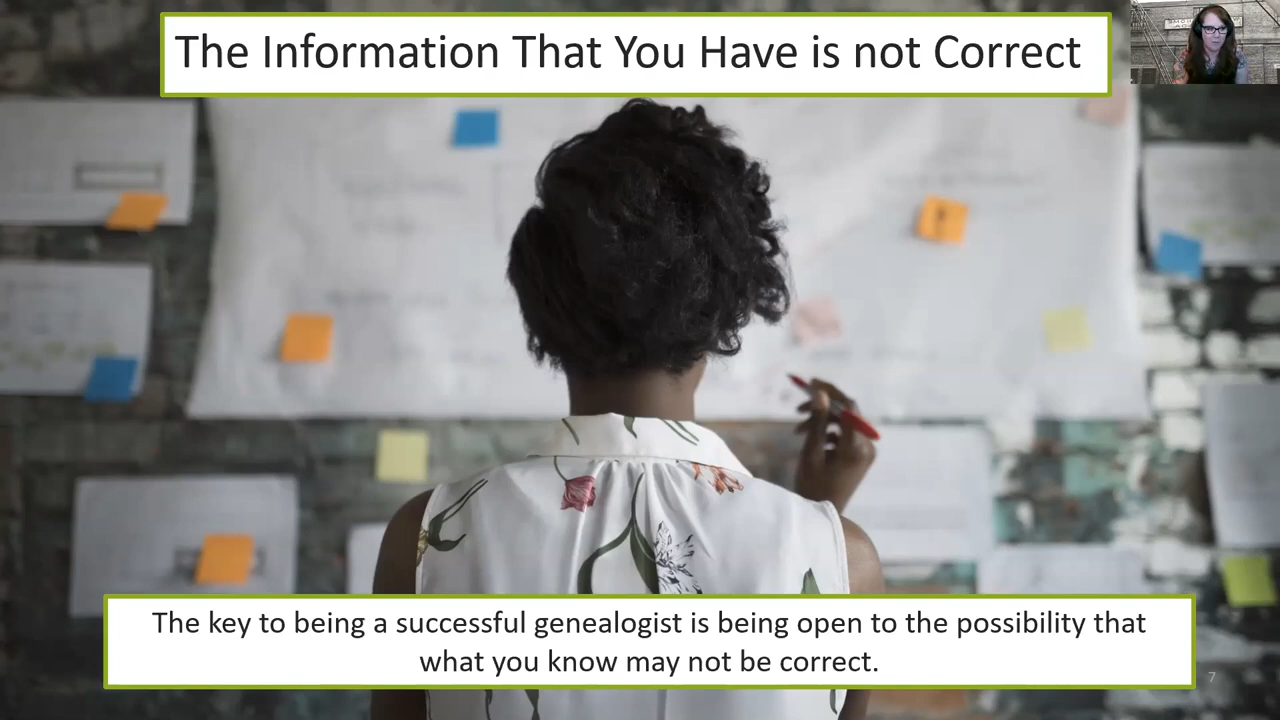 The Information That You Have is not Correct
The key to being a successful genealogist is being open to the possibility that
what you know may not be correct.
7